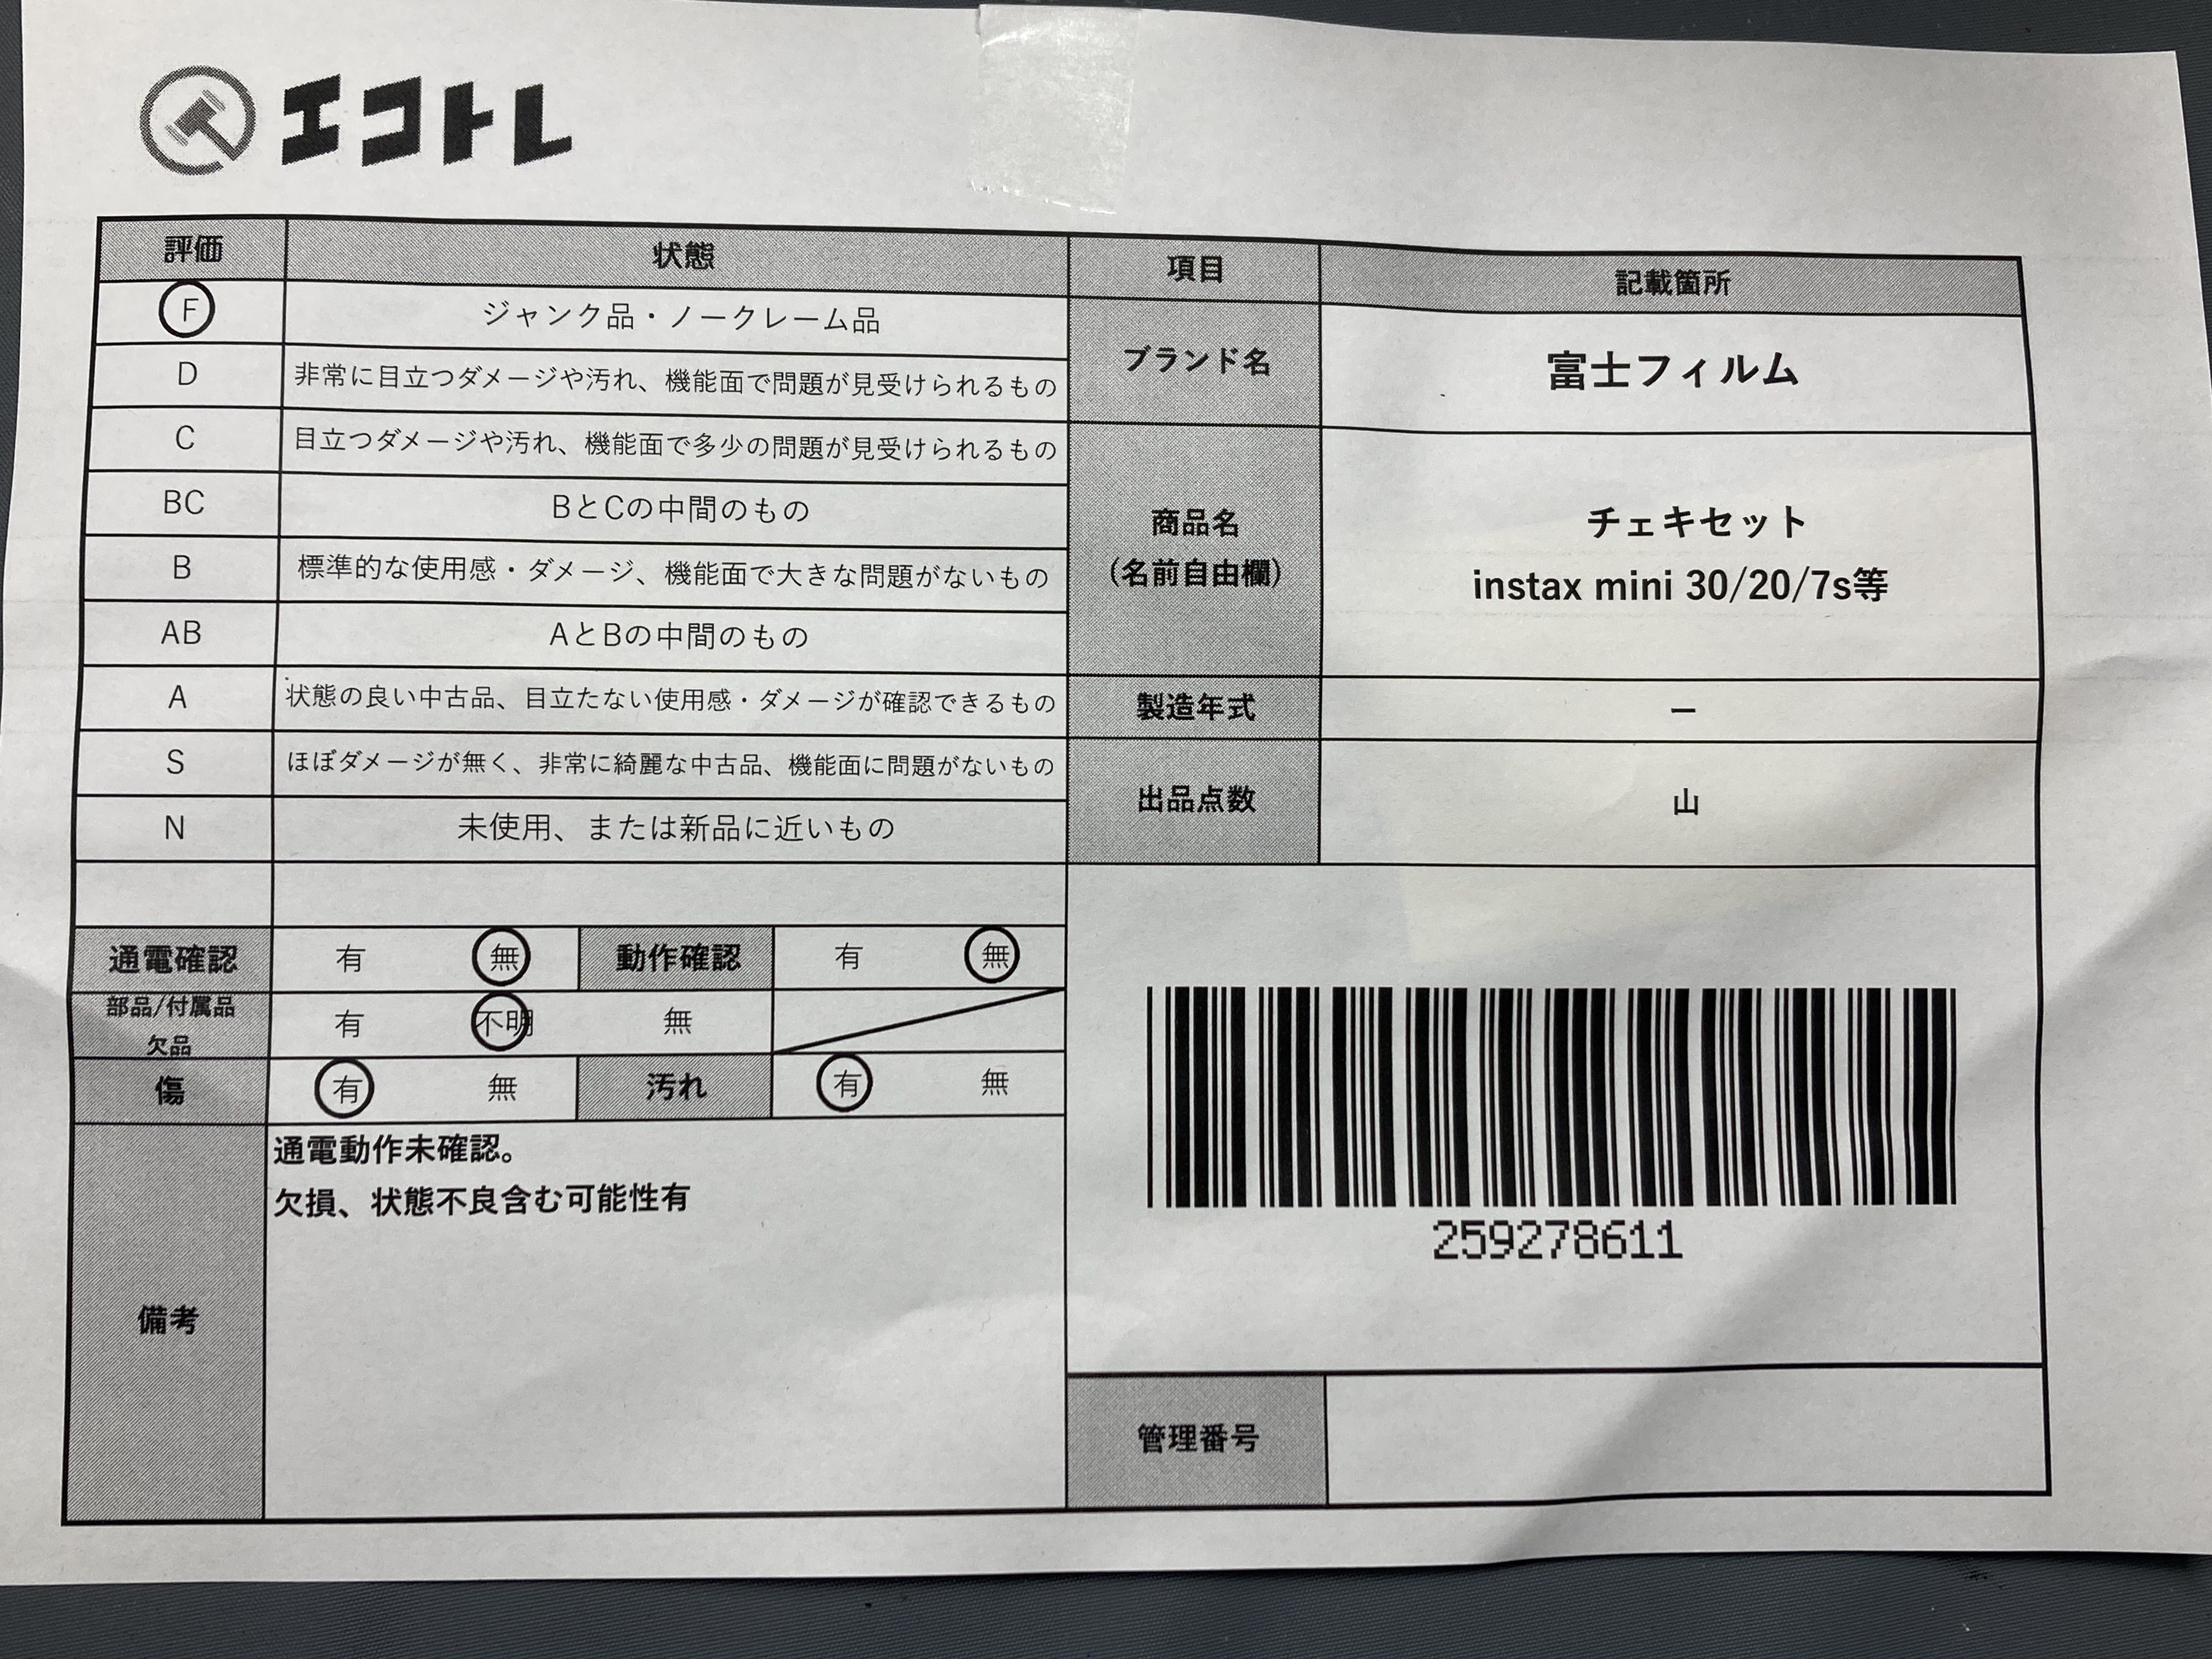 エコトレ
評価 状態 項目 記載箇所
F ジャンク品・ノークレーム品
D 非常に目立つダメージや汚れ、機能面で問題が見受けられるもの
C 目立つダメージや汚れ、機能面で多少の問題が見受けられるもの
BC BとCの中間のもの
B 標準的な使用感・ダメージ、機能面で大きな問題がないもの
AB AとBの中間のもの
A 状態の良い中古品、目立たない使用感・ダメージが確認できるもの
S ほぼダメージが無く、非常に綺麗な中古品、機能面に問題がないもの
N 未使用、または新品に近いもの
ブランド名 富士フィルム
商品名
(名前自由欄)
チェキセット
instax mini 30/20/7s等
製造年式 ー
出品点数 山
通電確認 有 無 動作確認 有 無
部品/付属品
欠品
有 不明 無
傷 有 無 汚れ 有 無
備考
通電動作未確認。
欠損、状態不良含む可能性有
259278611
管理番号